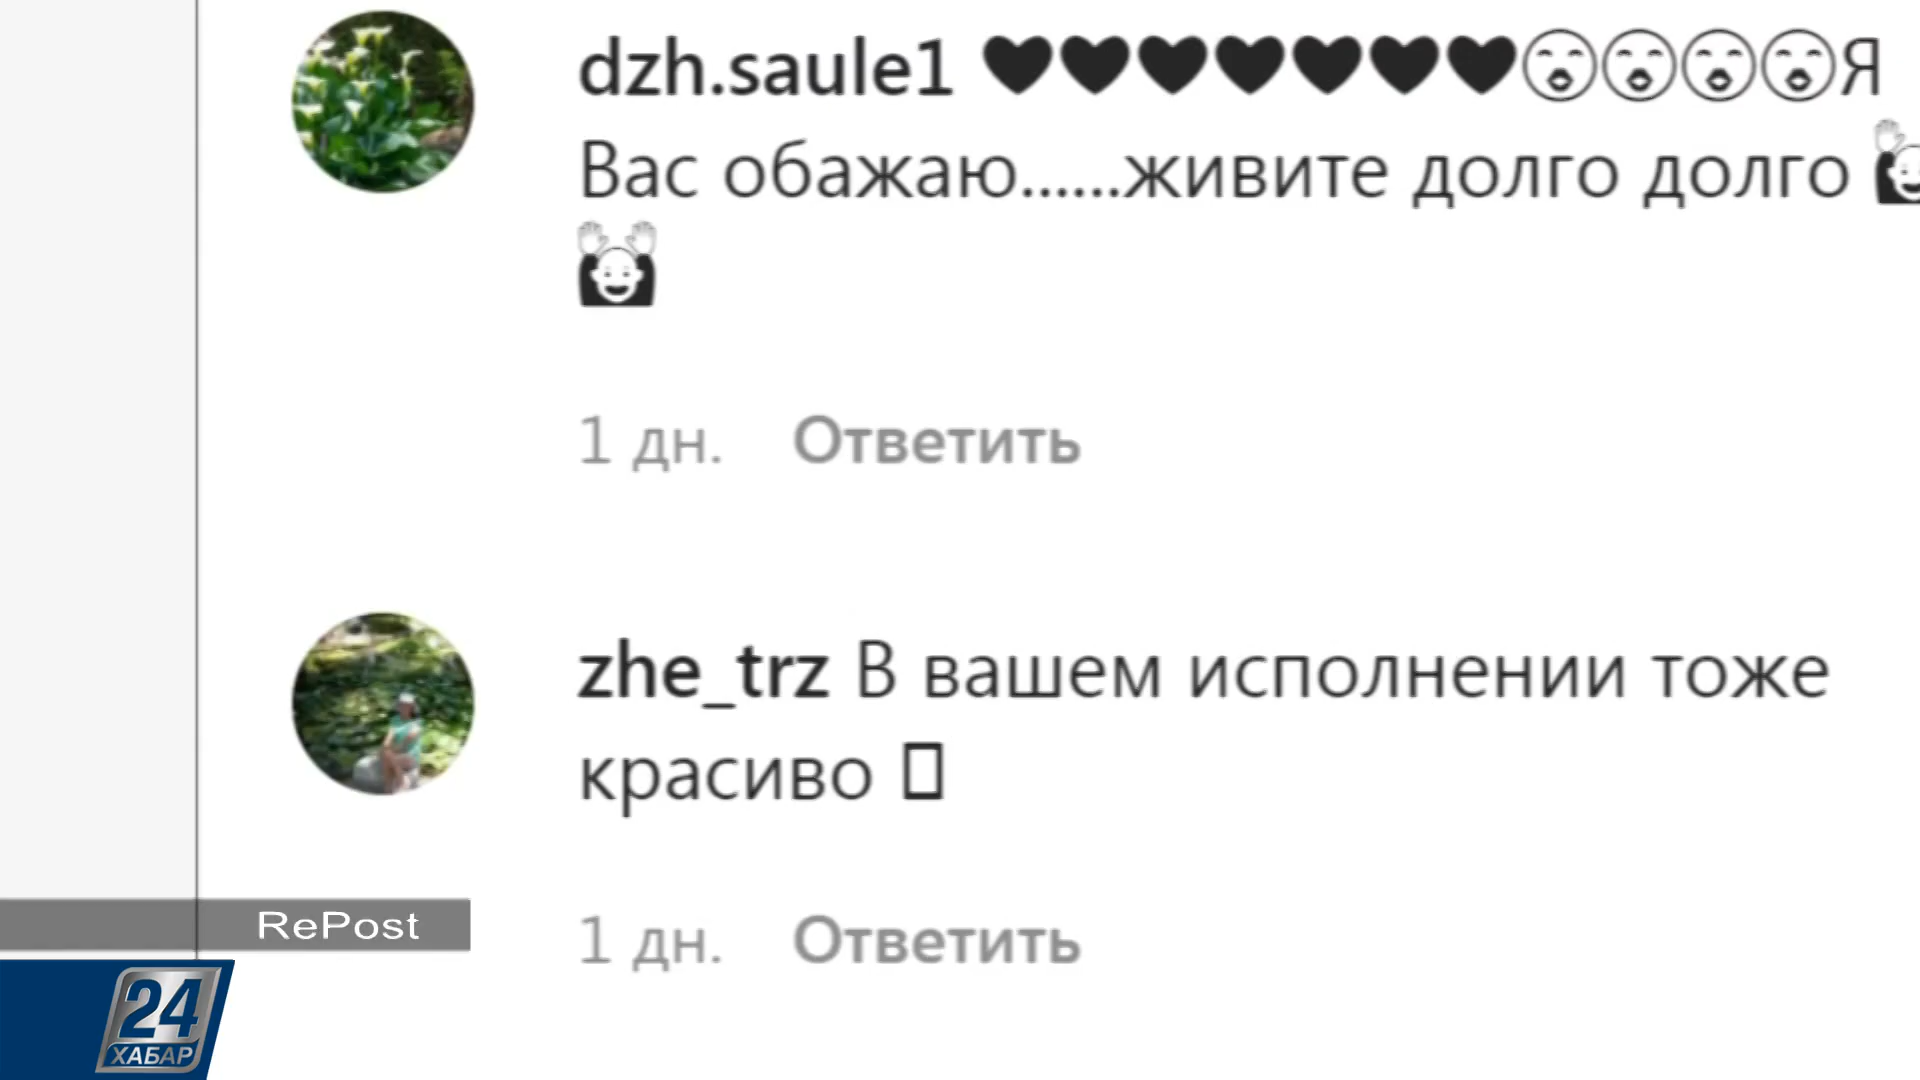 dzh.saule1 ♥♥♥♥♥♥♥😙😙😙😙Я
Вас обажаю......живите долго долго 🙌
🙌
1 дн. Ответить
zhe_trz В вашем исполнении тоже
красиво
1 дн. Ответить
RePost
24
ХАБАР